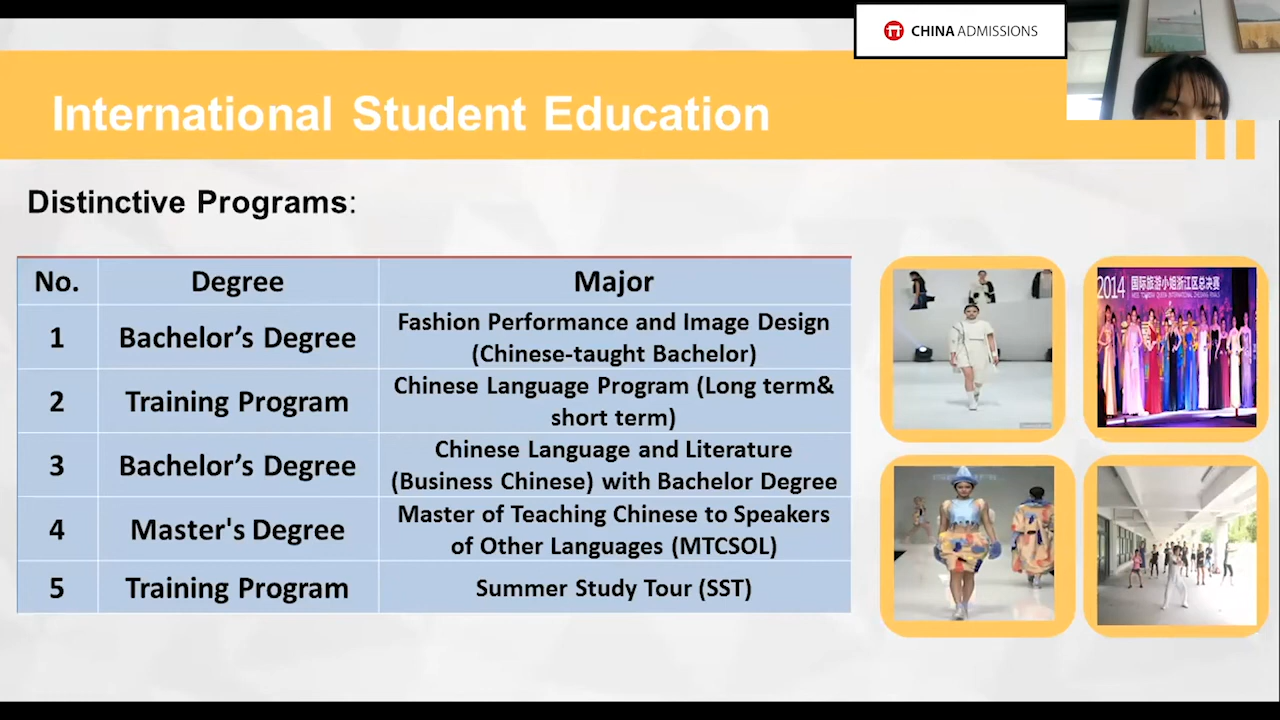 CHINA ADMISSIONS
International Student Education
Distinctive Programs:
No. Degree Major
1 Bachelor’s Degree Fashion Performance and Image Design
(Chinese-taught Bachelor)
2 Training Program Chinese Language Program (Long term&
short term)
3 Bachelor’s Degree Chinese Language and Literature
(Business Chinese) with Bachelor Degree
4 Master's Degree Master of Teaching Chinese to Speakers
of Other Languages (MTCSOL)
5 Training Program Summer Study Tour (SST)
2014 国际旅游小姐浙江区总决赛